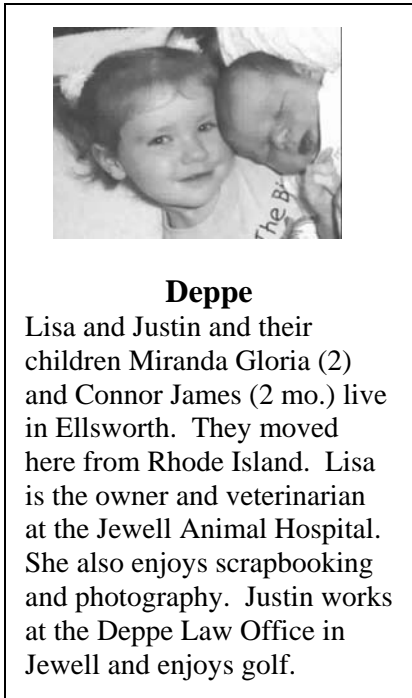 The Bi
Deppe
Lisa and Justin and their
children Miranda Gloria (2)
and Connor James (2 mo.) live
in Ellsworth.  They moved
here from Rhode Island.  Lisa
is the owner and veterinarian
at the Jewell Animal Hospital.
She also enjoys scrapbooking
and photography.  Justin works
at the Deppe Law Office in
Jewell and enjoys golf.